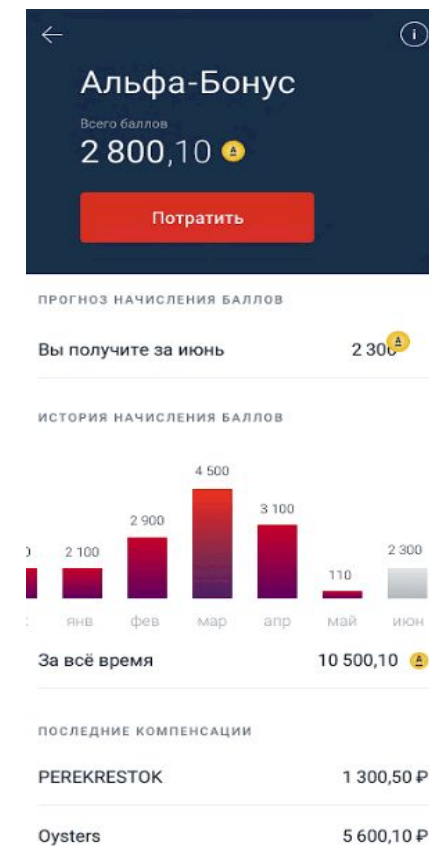 Альфа-Бонус
Всего баллов
2 800,10
Потратить
ПРОГНОЗ НАЧИСЛЕНИЯ БАЛЛОВ
Вы получите за июнь 2 300
ИСТОРИЯ НАЧИСЛЕНИЯ БАЛЛОВ
4 500
3 100
2 900
2 100
2 300
110
янв фев мар апр май июн
За всё время 10 500,10
ПОСЛЕДНИЕ КОМПЕНСАЦИИ
PEREKRESTOK 1 300,50 ₽
Oysters 5 600,10 ₽